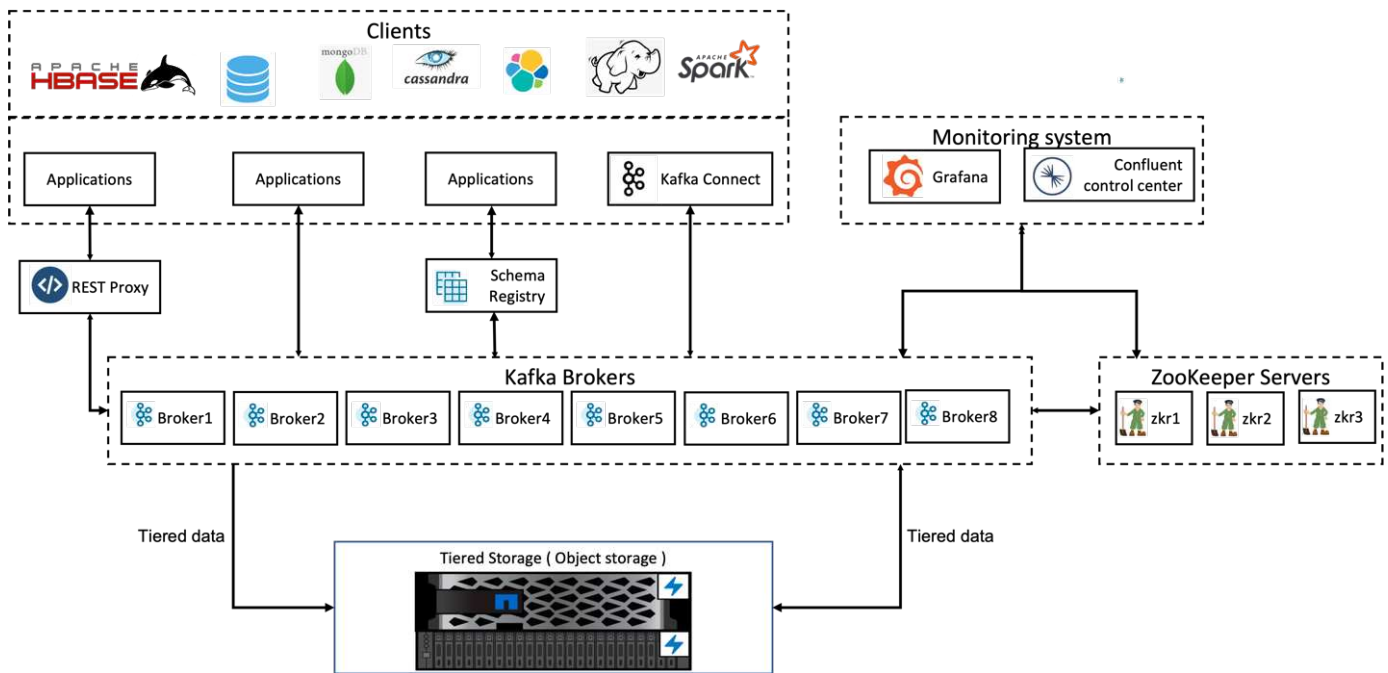 Clients
APACHE
HBASE
mongoDB
cassandra
APACHE
Spark
Monitoring system
Grafana
Confluent
control center
Applications
Applications
Applications
Kafka Connect
REST Proxy
Schema
Registry
Kafka Brokers
Broker1
Broker2
Broker3
Broker4
Broker5
Broker6
Broker7
Broker8
ZooKeeper Servers
zkr1
zkr2
zkr3
Tiered data
Tiered data
Tiered Storage ( Object storage )